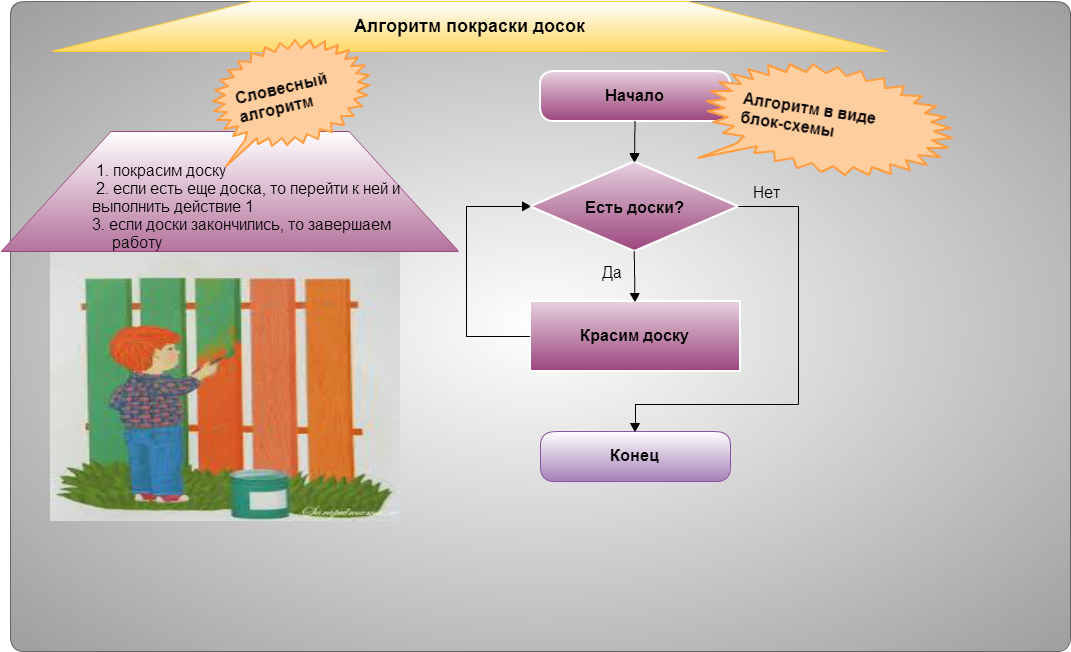 Алгоритм покраски досок
Словесный
алгоритм
1. покрасим доску
2. если есть еще доска, то перейти к ней и
выполнить действие 1
3. если доски закончились, то завершаем
работу
Начало
Алгоритм в виде
блок-схемы
Есть доски?
Нет
Да
Красим доску
Конец